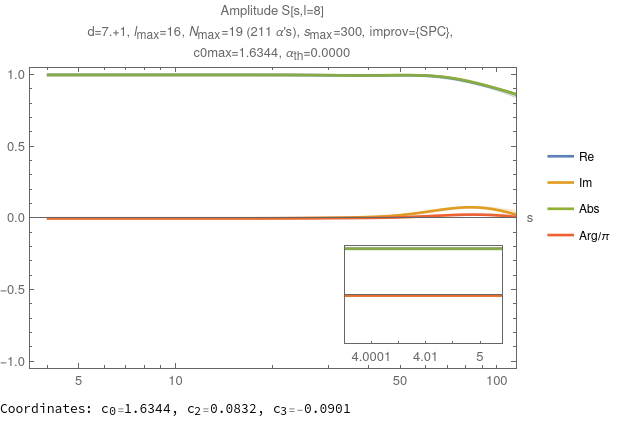 Amplitude S[s,l=8]
d=7.+1, lmax=16, Nmax=19 (211 α's), smax=300, improv={SPC},
c0max=1.6344, αth=0.0000
1.0
0.5
0.0
−0.5
−1.0
s
Re
Im
Abs
Arg/π
4.0001 4.01 5
5 10 50 100
Coordinates: c0=1.6344, c2=0.0832, c3=-0.0901